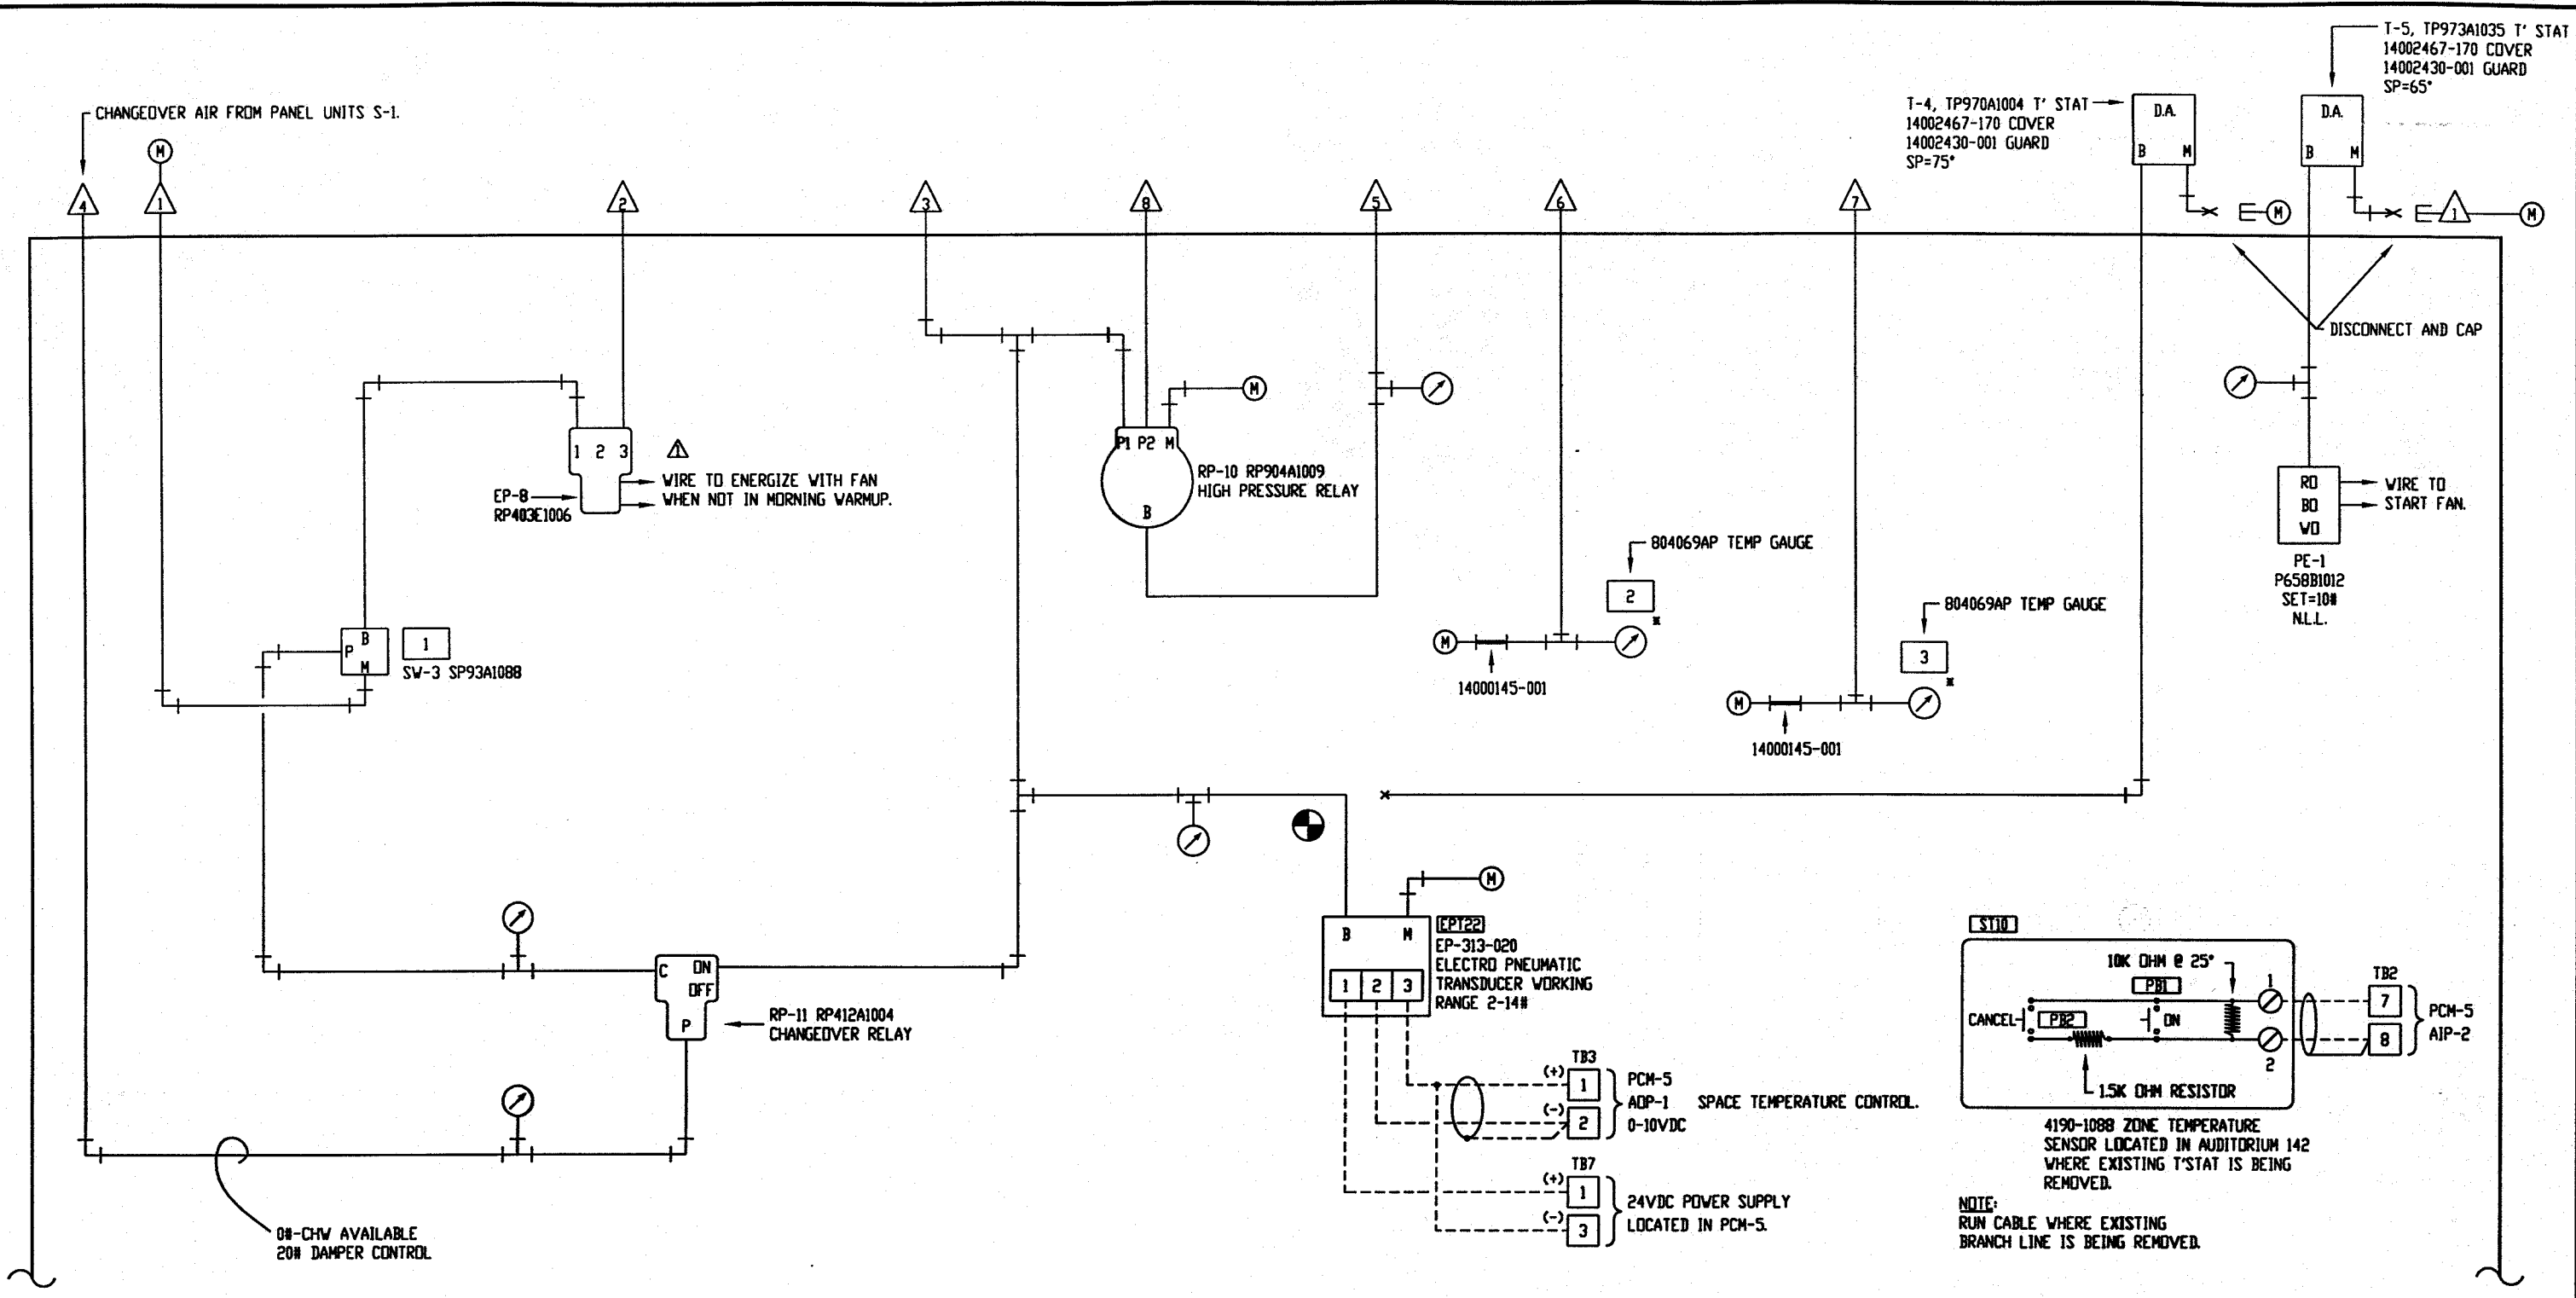 T-5, TP973A1035 T' STAT
14002467-170 COVER
14002430-001 GUARD
SP=65°
T-4, TP970A1004 T' STAT
14002467-170 COVER
14002430-001 GUARD
SP=75°
D.A.
B M
D.A.
B M
CHANGEOVER AIR FROM PANEL UNITS S-1.
M
4
1
2
3
8
5
6
7
M
1
M
DISCONNECT AND CAP
M
P1 P2 M
B
RP-10 RP904A1009
HIGH PRESSURE RELAY
1 2 3
1
WIRE TO ENERGIZE WITH FAN
WHEN NOT IN MORNING WARMUP.
EP-8
RP403E1006
RO
BO
WO
WIRE TO
START FAN.
PE-1
P658B1012
SET=10#
N.L.L.
804069AP TEMP GAUGE
2
*
M
14000145-001
804069AP TEMP GAUGE
3
*
M
14000145-001
B
P
M
1
SW-3 SP93A1088
M
B M
1 2 3
EPT22
EP-313-020
ELECTRO PNEUMATIC
TRANSDUCER WORKING
RANGE 2-14#
C ON
OFF
P
RP-11 RP412A1004
CHANGEOVER RELAY
TB3
(+) 1
(-) 2
PCM-5
AOP-1
0-10VDC
SPACE TEMPERATURE CONTROL.
TB7
(+) 1
(-) 3
24VDC POWER SUPPLY
LOCATED IN PCM-5.
0#-CHW AVAILABLE
20# DAMPER CONTROL
ST10
10K OHM @ 25°
PB1
CANCEL
PB2
ON
1
2
1.5K OHM RESISTOR
TB2
7
8
PCM-5
AIP-2
4190-1088 ZONE TEMPERATURE
SENSOR LOCATED IN AUDITORIUM 142
WHERE EXISTING T'STAT IS BEING
REMOVED.
NOTE:
RUN CABLE WHERE EXISTING
BRANCH LINE IS BEING REMOVED.